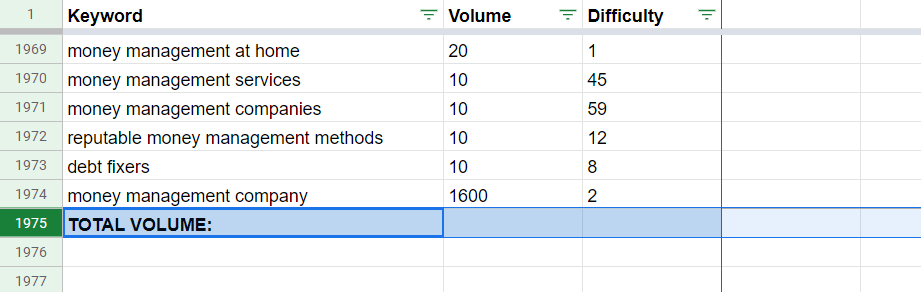 1 Keyword Volume Difficulty
1969 money management at home 20 1
1970 money management services 10 45
1971 money management companies 10 59
1972 reputable money management methods 10 12
1973 debt fixers 10 8
1974 money management company 1600 2
1975 TOTAL VOLUME:
1976
1977